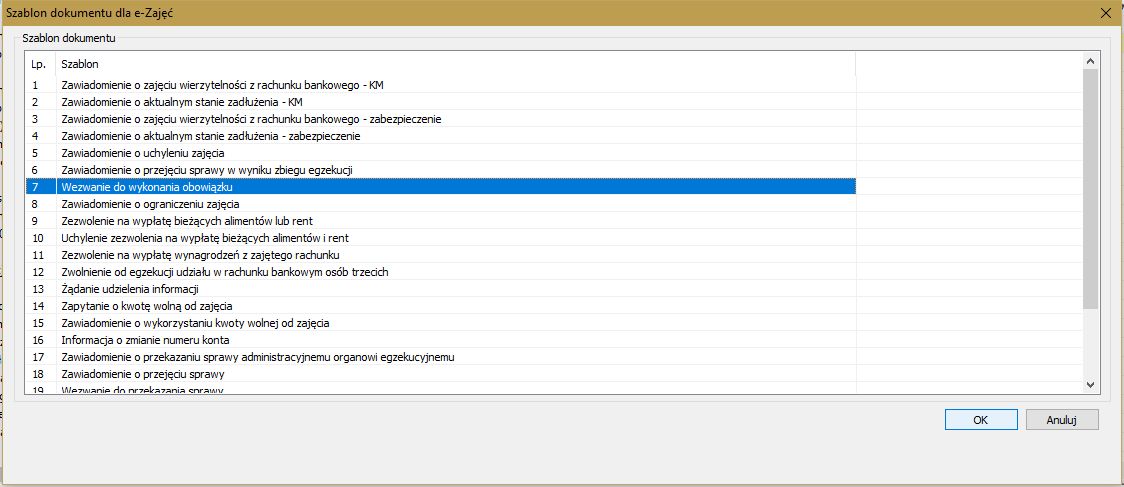 Szablon dokumentu dla e-Zajęć
Szablon dokumentu
Lp. Szablon
1 Zawiadomienie o zajęciu wierzytelności z rachunku bankowego - KM
2 Zawiadomienie o aktualnym stanie zadłużenia - KM
3 Zawiadomienie o zajęciu wierzytelności z rachunku bankowego - zabezpieczenie
4 Zawiadomienie o aktualnym stanie zadłużenia - zabezpieczenie
5 Zawiadomienie o uchyleniu zajęcia
6 Zawiadomienie o przejęciu sprawy w wyniku zbiegu egzekucji
7 Wezwanie do wykonania obowiązku
8 Zawiadomienie o ograniczeniu zajęcia
9 Zezwolenie na wypłatę bieżących alimentów lub rent
10 Uchylenie zezwolenia na wypłatę bieżących alimentów i rent
11 Zezwolenie na wypłatę wynagrodzeń z zajętego rachunku
12 Zwolnienie od egzekucji udziału w rachunku bankowym osób trzecich
13 Żądanie udzielenia informacji
14 Zapytanie o kwotę wolną od zajęcia
15 Zawiadomienie o wykorzystaniu kwoty wolnej od zajęcia
16 Informacja o zmianie numeru konta
17 Zawiadomienie o przekazaniu sprawy administracyjnemu organowi egzekucyjnemu
18 Zawiadomienie o przejęciu sprawy
19 Wezwanie do przekazania sprawy
OK Anuluj